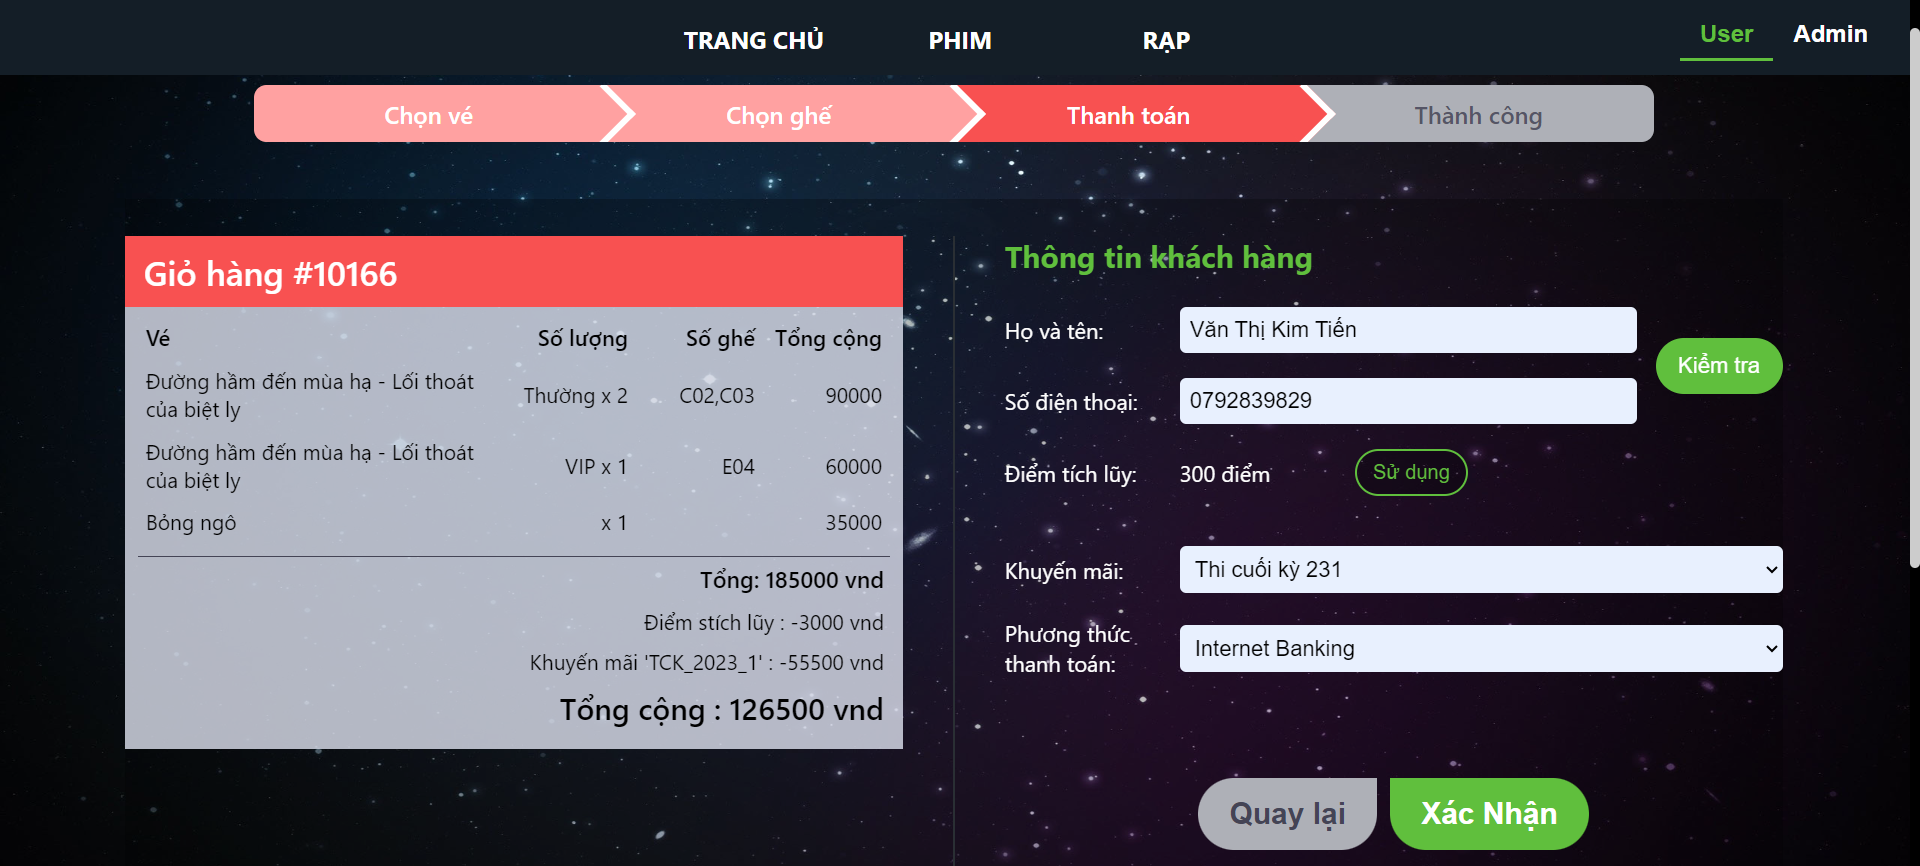 TRANG CHỦ PHIM RẠP User Admin
Chọn vé Chọn ghế Thanh toán Thành công
Giỏ hàng #10166
Vé Số lượng Số ghế Tổng cộng
Đường hầm đến mùa hạ - Lối thoát
của biệt ly
Thường x 2 C02,C03 90000
Đường hầm đến mùa hạ - Lối thoát
của biệt ly
VIP x 1 E04 60000
Bỏng ngô x 1 35000
Tổng: 185000 vnd
Điểm stích lũy : -3000 vnd
Khuyến mãi 'TCK_2023_1' : -55500 vnd
Tổng cộng : 126500 vnd
Thông tin khách hàng
Họ và tên: Văn Thị Kim Tiến
Kiểm tra
Số điện thoại: 0792839829
Điểm tích lũy: 300 điểm Sử dụng
Khuyến mãi: Thi cuối kỳ 231
Phương thức
thanh toán:
Internet Banking
Quay lại Xác Nhận